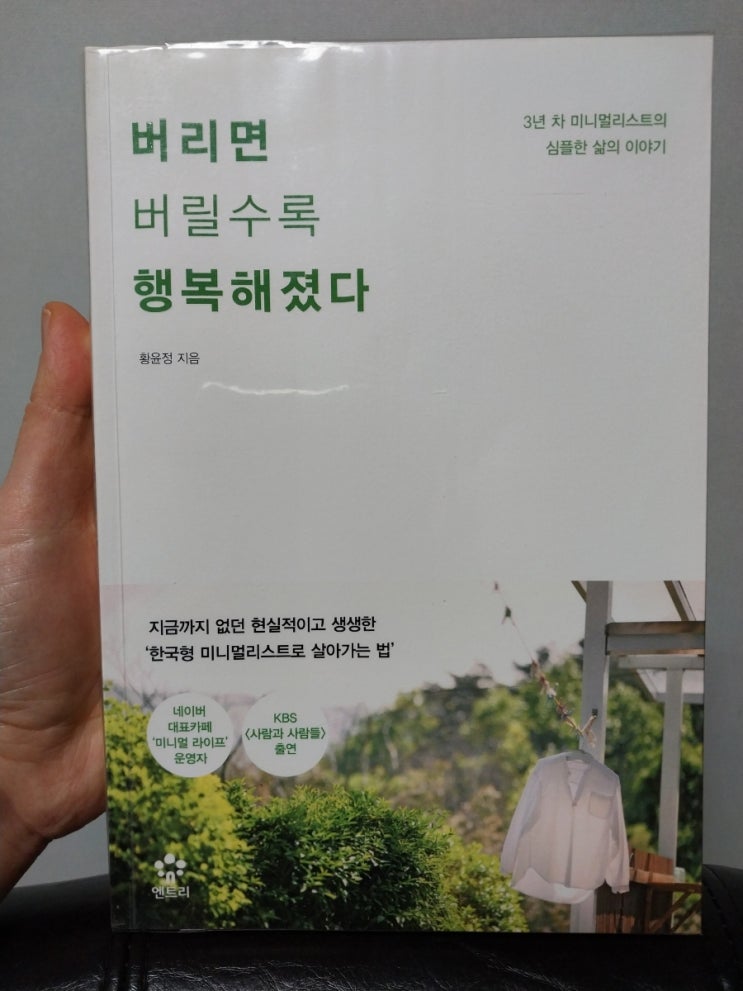 버리면
버릴수록
행복해졌다
3년 차 미니멀리스트의
심플한 삶의 이야기
황윤정 지음
지금까지 없던 현실적이고 생생한
‘한국형 미니멀리스트로 살아가는 법’
네이버
대표카페
‘미니멀 라이프’
운영자
KBS
〈사람과 사람들〉
출연
엔트리